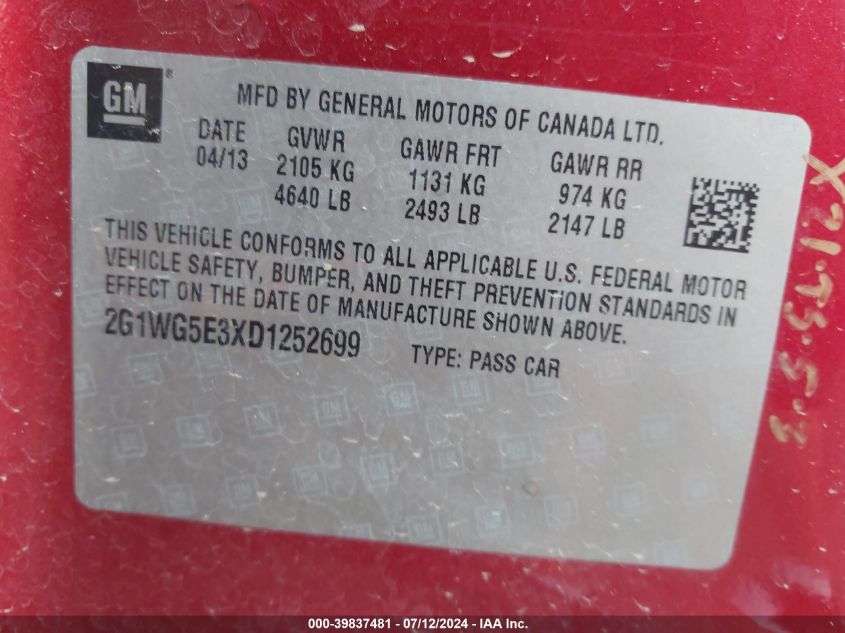 GM ®
MFD BY GENERAL MOTORS OF CANADA LTD.
DATE GVWR GAWR FRT GAWR RR
04/13 2105 KG 1131 KG 974 KG
4640 LB 2493 LB 2147 LB
THIS VEHICLE CONFORMS TO ALL APPLICABLE U.S. FEDERAL MOTOR
VEHICLE SAFETY, BUMPER, AND THEFT PREVENTION STANDARDS IN
EFFECT ON THE DATE OF MANUFACTURE SHOWN ABOVE.
2G1WG5E3XD1252699 TYPE: PASS CAR
000-39837481 - 07/12/2024 - IAA Inc.